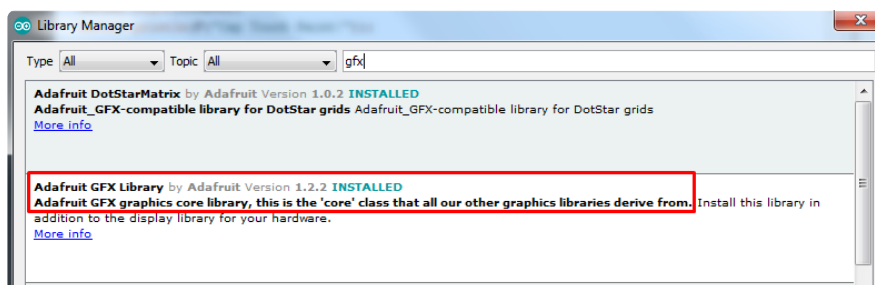 Library Manager
Type All Topic All gfx
Adafruit DotStarMatrix by Adafruit Version 1.0.2 INSTALLED
Adafruit_GFX-compatible library for DotStar grids Adafruit_GFX-compatible library for DotStar grids
More info
Adafruit GFX Library by Adafruit Version 1.2.2 INSTALLED
Adafruit GFX graphics core library, this is the 'core' class that all our other graphics libraries derive from. Install this library in
addition to the display library for your hardware.
More info